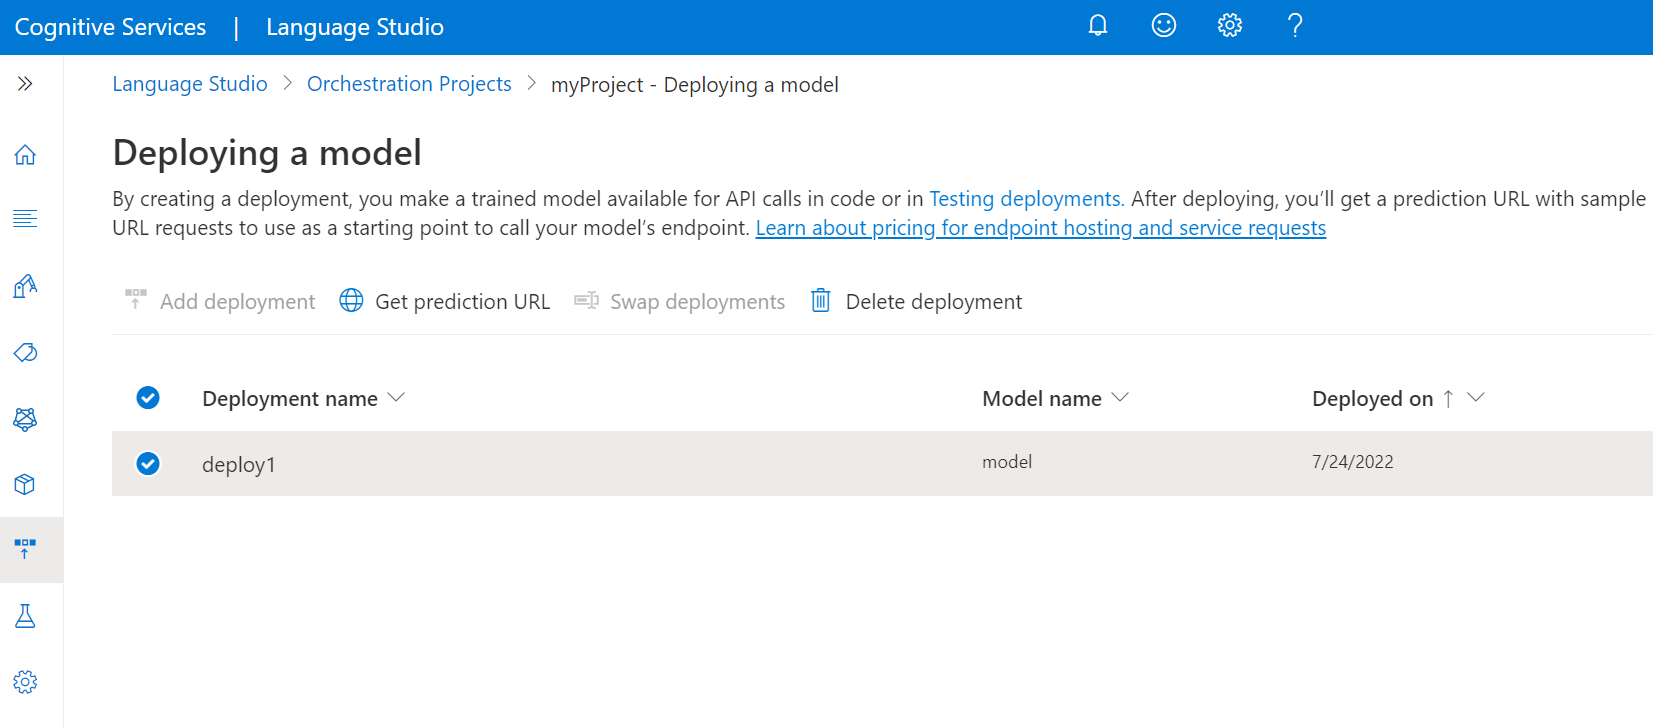 Cognitive Services | Language Studio
Language Studio > Orchestration Projects > myProject - Deploying a model
Deploying a model
By creating a deployment, you make a trained model available for API calls in code or in Testing deployments. After deploying, you’ll get a prediction URL with sample
URL requests to use as a starting point to call your model’s endpoint. Learn about pricing for endpoint hosting and service requests
Add deployment Get prediction URL Swap deployments Delete deployment
Deployment name Model name Deployed on ↑
deploy1 model 7/24/2022